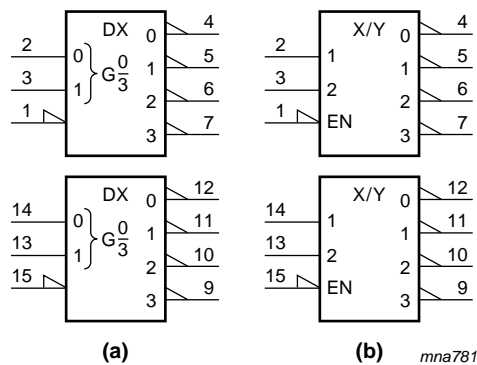 DX 4 X/Y 4
2 0 0 5 2 1 0 5
3 1 G0/3 1 6 3 2 1 6
1 2 7 1 EN 2 7
3 3
DX 12 X/Y 12
14 0 0 11 14 1 0 11
13 1 G0/3 1 10 13 2 1 10
15 2 9 15 EN 2 9
3 3
(a) (b) mna781